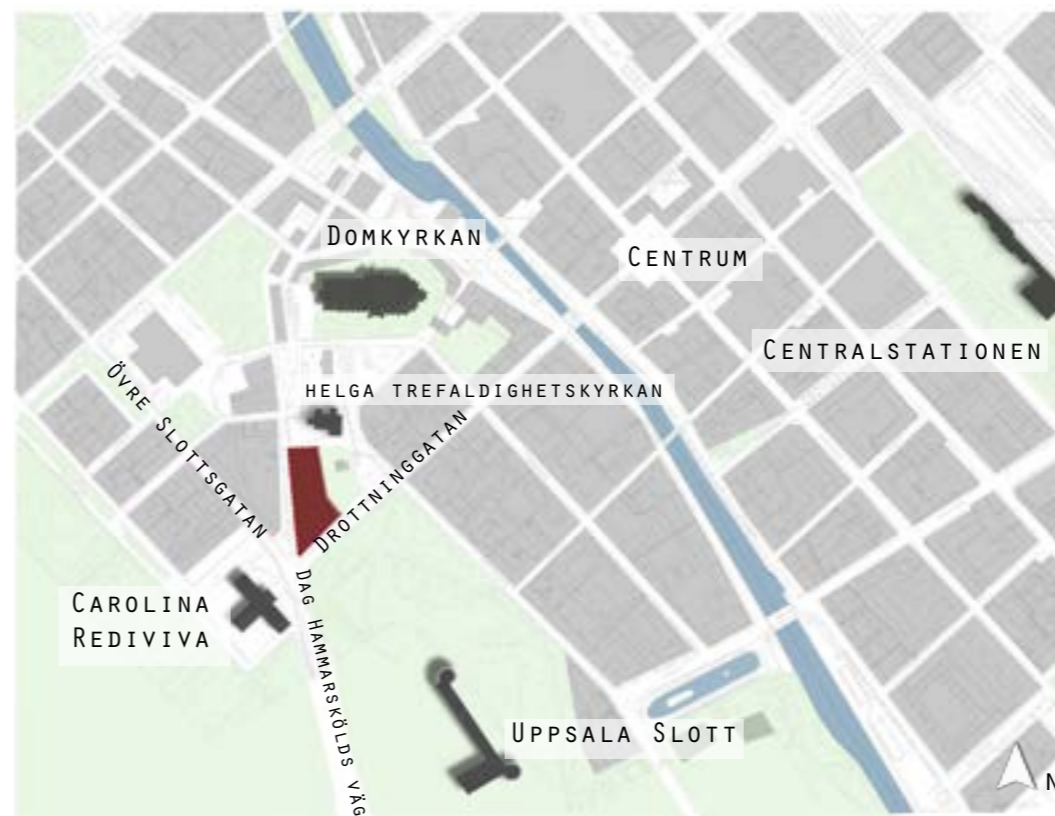 Domkyrkan
Centrum
Centralstationen
helga trefaldighetskyrkan
Övre Slottsgatan
Drottninggatan
Carolina
Rediviva
Dag Hammarskölds väg
Uppsala Slott
N